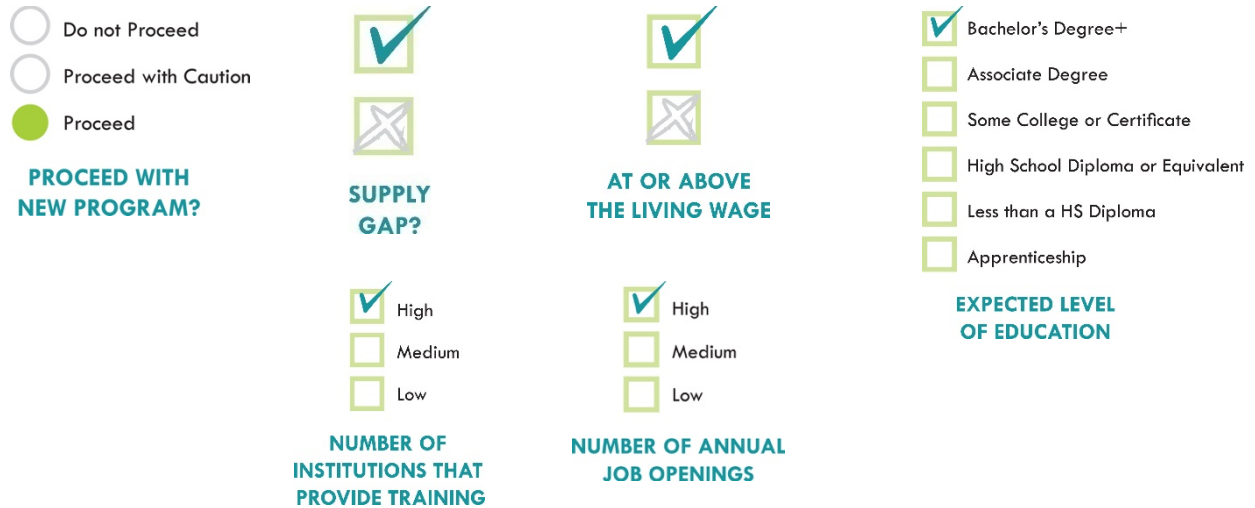 Do not Proceed
Proceed with Caution
Proceed
PROCEED WITH
NEW PROGRAM?
SUPPLY
GAP?
AT OR ABOVE
THE LIVING WAGE
Bachelor's Degree+
Associate Degree
Some College or Certificate
High School Diploma or Equivalent
Less than a HS Diploma
Apprenticeship
EXPECTED LEVEL
OF EDUCATION
High
Medium
Low
NUMBER OF
INSTITUTIONS THAT
PROVIDE TRAINING
High
Medium
Low
NUMBER OF ANNUAL
JOB OPENINGS